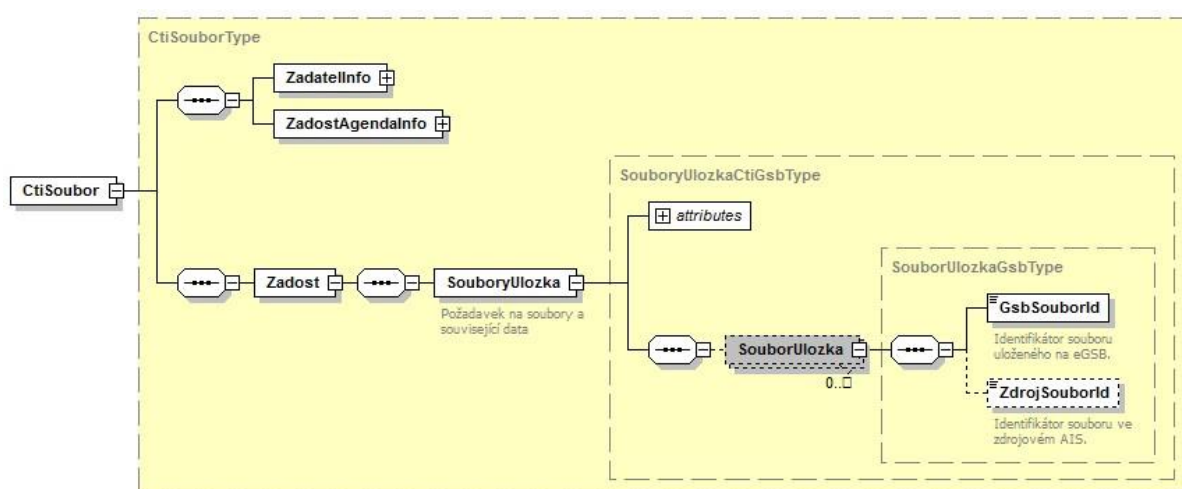 CtiSouborType
ZadatelInfo
ZadostAgendaInfo
CtiSoubor
SouboryUlozkaCtiGsbType
attributes
SouborUlozkaGsbType
Zadost
SouboryUlozka
Požadavek na soubory a
související data
GsbSouborId
Identifikátor souboru
uloženého na eGSB.
SouborUlozka
0..□
ZdrojSouborId
Identifikátor souboru ve
zdrojovém AIS.